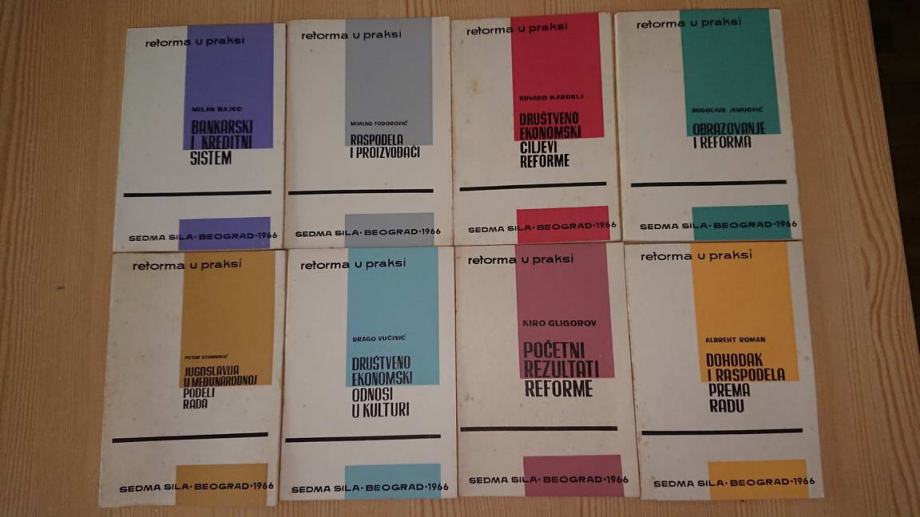 reforma u praksi
MILAN BAJEC
BANKARSKI
I KREDITNI
SISTEM
SEDMA SILA·BEOGRAD·1966
reforma u praksi
MIJALKO TODOROVIĆ
RASPODELA
I PROIZVOĐAČI
SEDMA SILA·BEOGRAD·1966
reforma u praksi
EDVARD KARDELJ
DRUŠTVENO
EKONOMSKI
CILJEVI
REFORME
SEDMA SILA·BEOGRAD·1966
reforma u praksi
OBRAZOVANJE
I REFORMA
SEDMA SILA·BEOGRAD·1966
reforma u praksi
PETAR
JUGOSLAVIJA
U MEĐUNARODNOJ
PODELI
RADA
SEDMA SILA·BEOGRAD·1966
reforma u praksi
DRAGO VUČINIĆ
DRUŠTVENO
EKONOMSKI
ODNOSI
U KULTURI
SEDMA SILA·BEOGRAD·1966
reforma u praksi
KIRO GLIGOROV
POČETNI
REZULTATI
REFORME
SEDMA SILA·BEOGRAD·1966
reforma u praksi
ALBREHT ROMAN
DOHODAK
I RASPODELA
PREMA
RADU
SEDMA SILA·BEOGRAD·1966